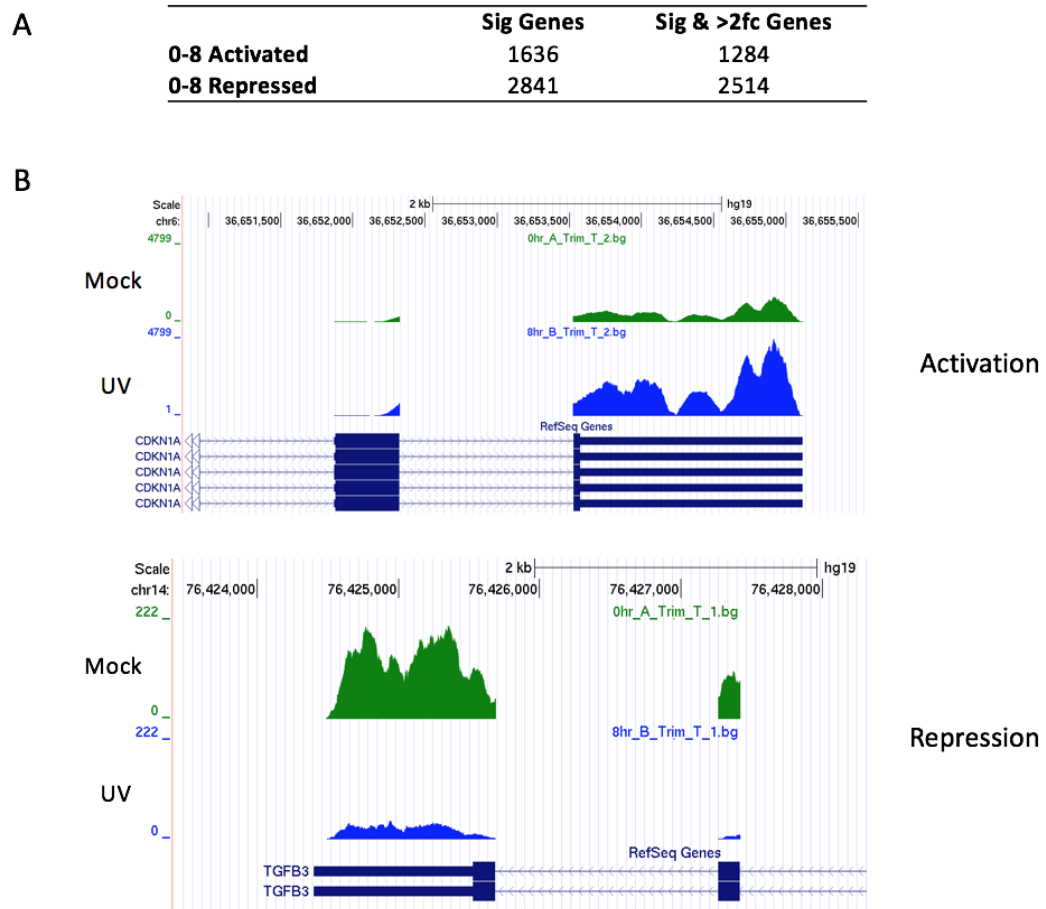 A
Sig Genes Sig & >2fc Genes
0-8 Activated 1636 1284
0-8 Repressed 2841 2514
B
Scale 2 kb hg19
chr6: 36,651,500 36,652,000 36,652,500 36,653,000 36,653,500 36,654,000 36,654,500 36,655,000 36,655,500
4799 _ 0hr_A_Trim_T_2.bg
Mock
0 _
4799 _ 8hr_B_Trim_T_2.bg
Activation
UV
1 _
RefSeq Genes
CDKN1A
CDKN1A
CDKN1A
CDKN1A
CDKN1A
Scale 2 kb hg19
chr14: 76,424,000 76,425,000 76,426,000 76,427,000 76,428,000
222 _ 0hr_A_Trim_T_1.bg
Mock
0 _
222 _ 8hr_B_Trim_T_1.bg
Repression
UV
0 _
RefSeq Genes
TGFB3
TGFB3